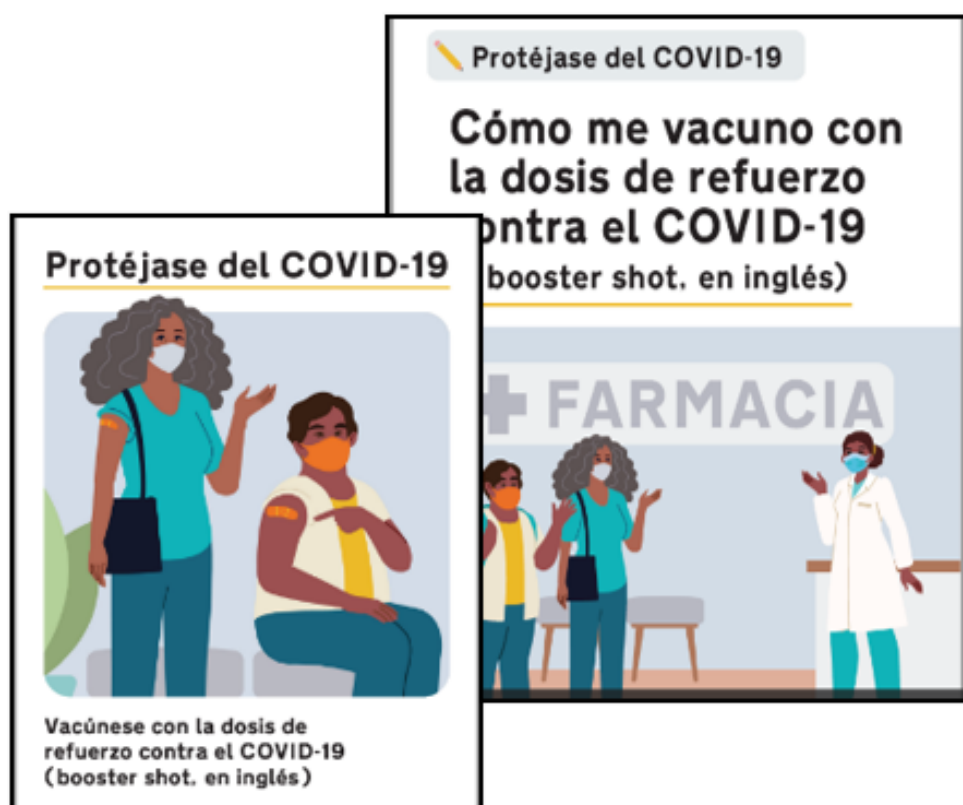 Protéjase del COVID-19
Cómo me vacuno con
la dosis de refuerzo
ontra el COVID-19
booster shot, en inglés)
FARMACIA
Protéjase del COVID-19
Vacúnese con la dosis de
refuerzo contra el COVID-19
(booster shot, en inglés)